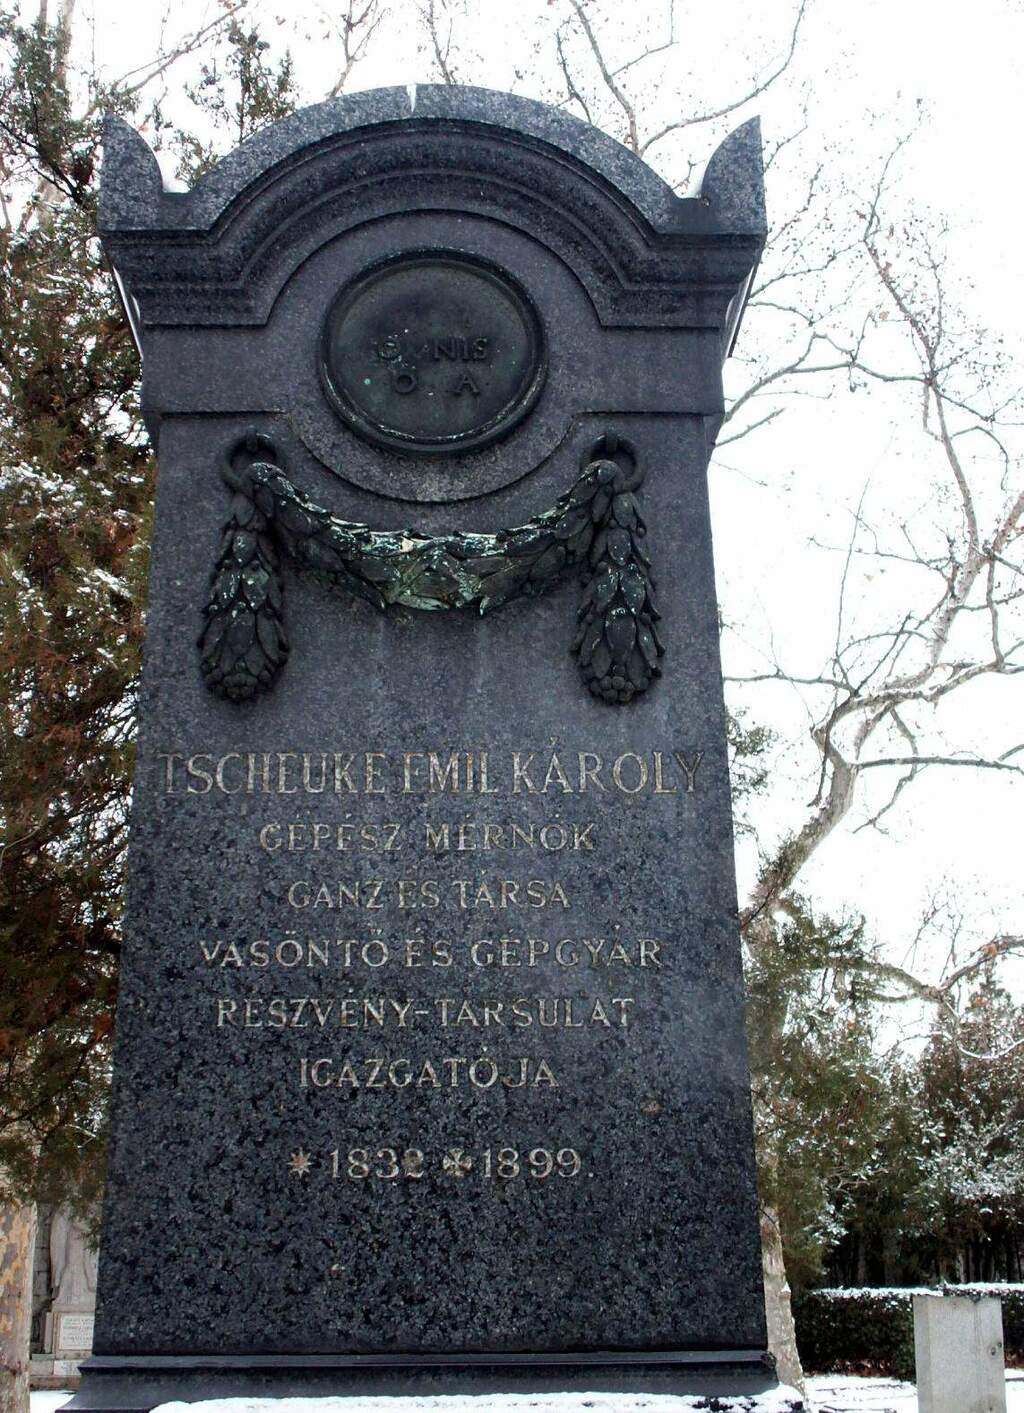 TSCHEUKE EMIL KÁROLY
GÉPÉSZ MÉRNÖK
GANZ ÉS TÁRSA
VASÖNTŐ ÉS GÉPGYÁR
RÉSZVÉNY-TÁRSULAT
IGAZGATÓJA
* 1832 ✠ 1899.